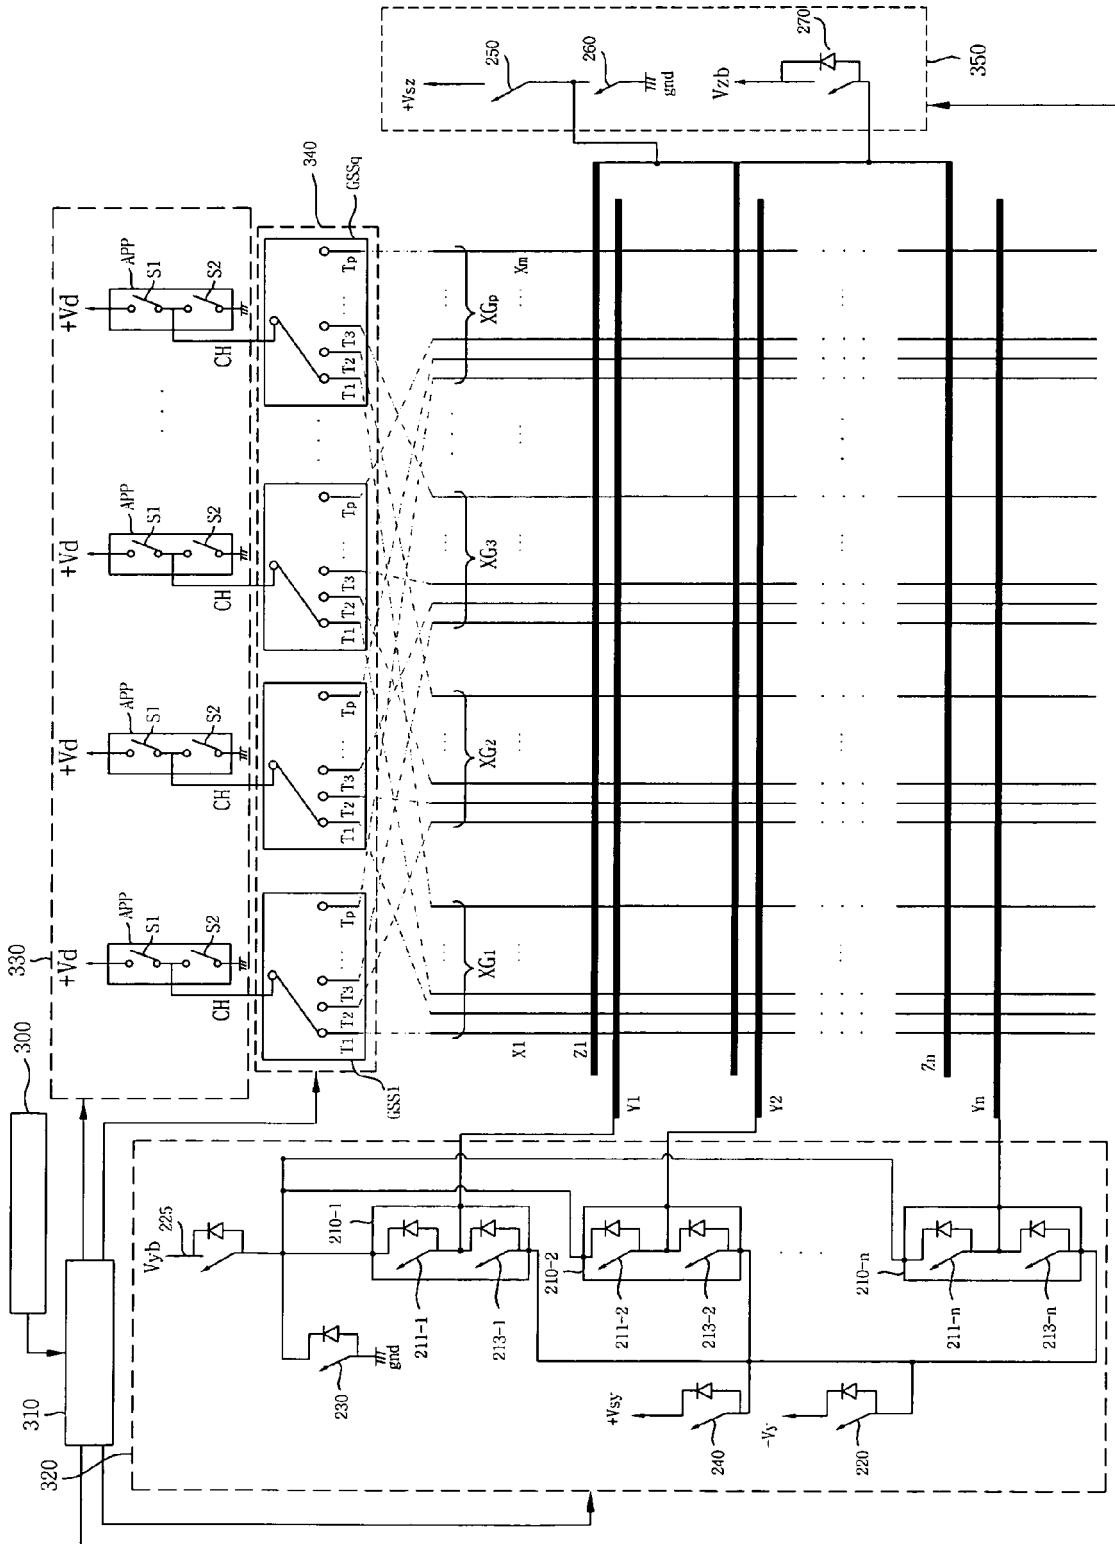 300
310
320
330
340
350
+Vd
APP
S1
S2
CH
+Vd
APP
S1
S2
CH
+Vd
APP
S1
S2
CH
. . .
+Vd
APP
S1
S2
CH
GSS1
T1 T2 T3 ... Tp
T1 T2 T3 ... Tp
T1 T2 T3 ... Tp
. . .
T1 T2 T3 ... Tp
GSSq
XG1
XG2
XG3
XGp
X1
Xm
Z1
Y1
Y2
Zn
Yn
Vyb
225
230
gnd
210-1
211-1
213-1
210-2
211-2
213-2
. . . .
210-n
211-n
213-n
+Vsy
240
-Vy
220
+Vsz
250
260
gnd
Vzb
270